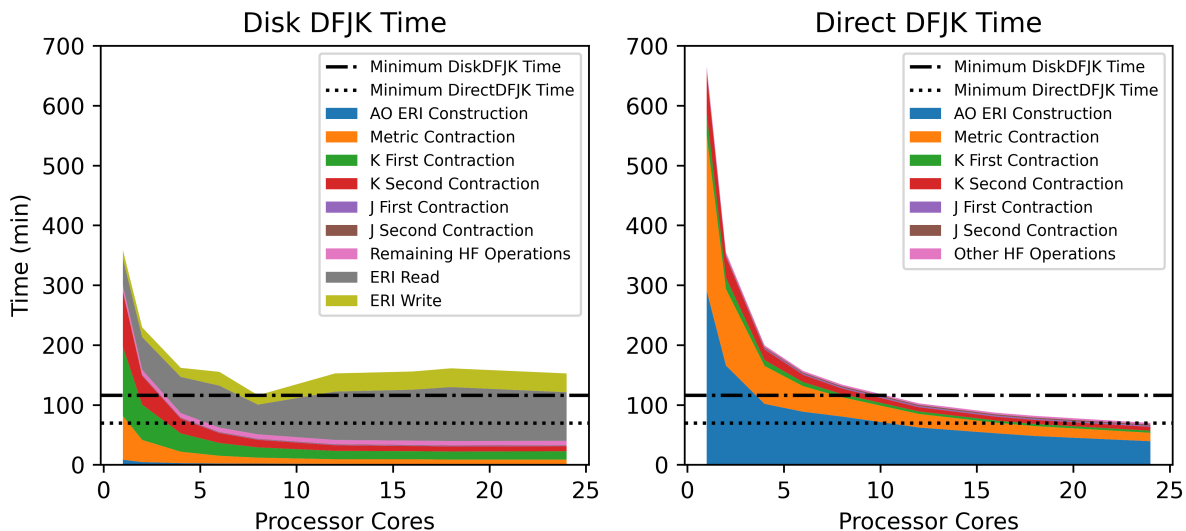 Disk DFJK Time
Time (min)
700
600
500
400
300
200
100
0
0 5 10 15 20 25
Processor Cores
Minimum DiskDFJK Time
Minimum DirectDFJK Time
AO ERI Construction
Metric Contraction
K First Contraction
K Second Contraction
J First Contraction
J Second Contraction
Remaining HF Operations
ERI Read
ERI Write
Direct DFJK Time
700
600
500
400
300
200
100
0
0 5 10 15 20 25
Processor Cores
Minimum DiskDFJK Time
Minimum DirectDFJK Time
AO ERI Construction
Metric Contraction
K First Contraction
K Second Contraction
J First Contraction
J Second Contraction
Other HF Operations